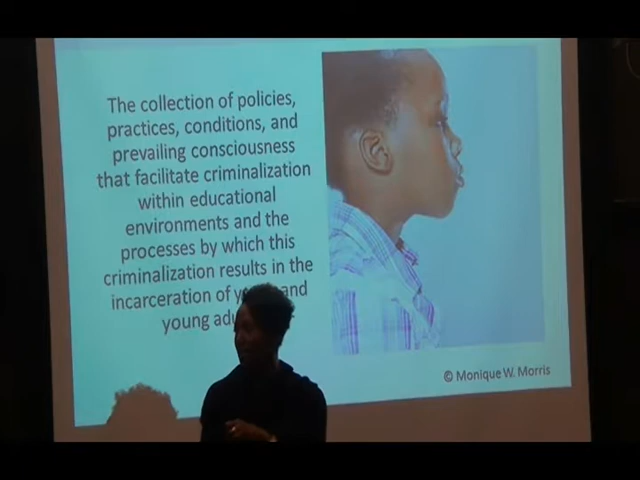 The collection of policies,
practices, conditions, and
prevailing consciousness
that facilitate criminalization
within educational
environments and the
processes by which this
criminalization results in the
incarceration of and
young
© Monique W. Morris